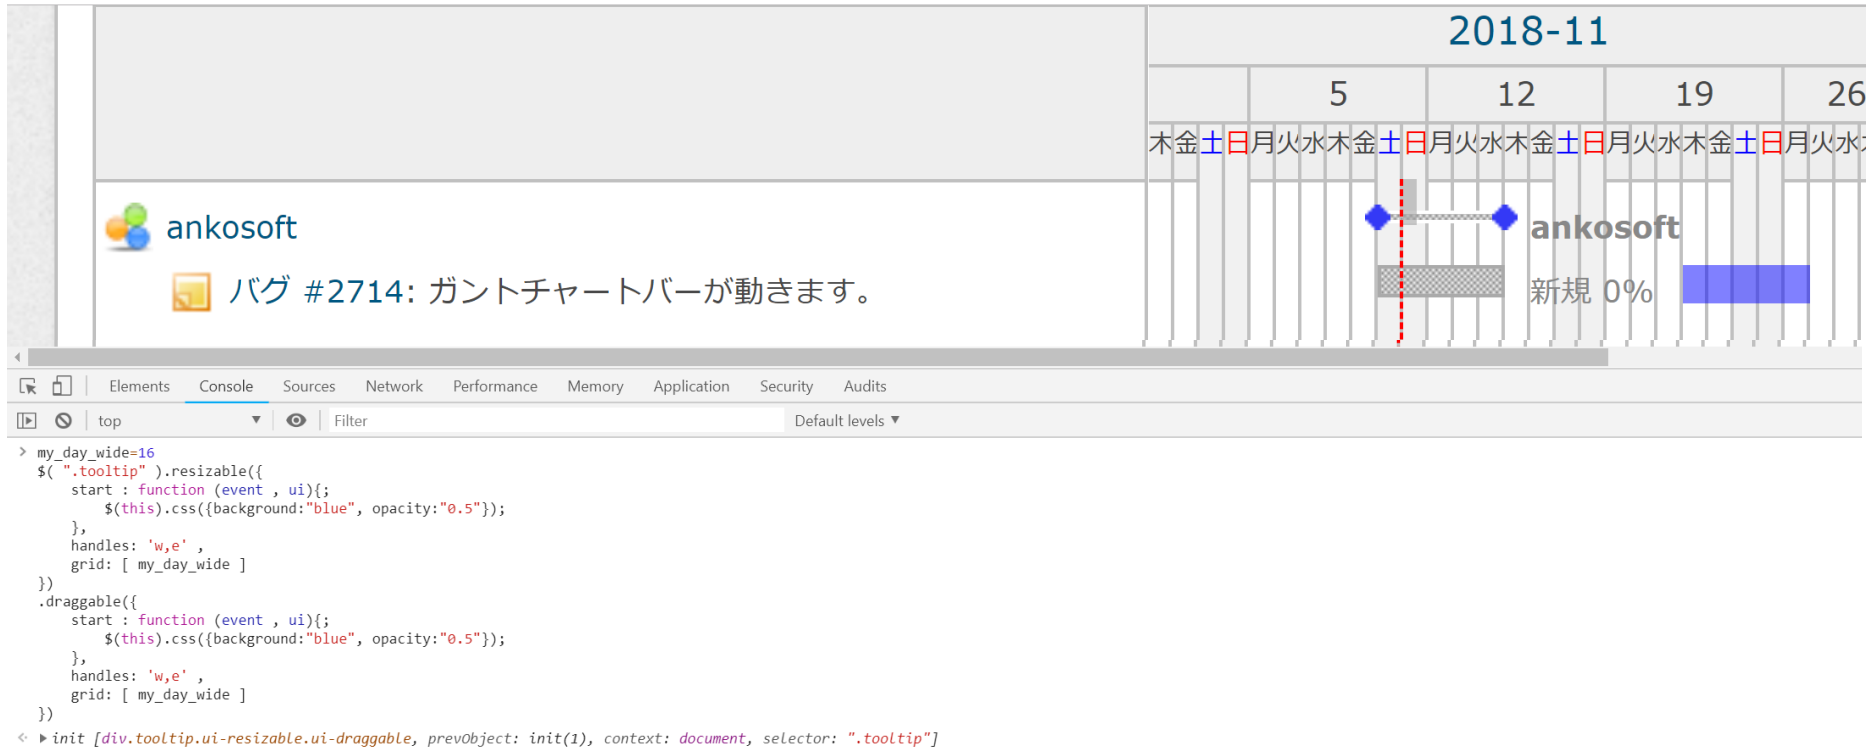 2018-11
5 12 19 26
木 金 土 日 月 火 水 木 金 土 日 月 火 水 木 金 土 日 月 火 水 木 金 土 日 月 火 水
ankosoft
ankosoft
バグ #2714: ガントチャートバーが動きます。
新規 0%
Elements Console Sources Network Performance Memory Application Security Audits
top Filter Default levels
my_day_wide=16
$( ".tooltip" ).resizable({
start : function (event , ui){;
$(this).css({background:"blue", opacity:"0.5"});
},
handles: 'w,e' ,
grid: [ my_day_wide ]
})
.draggable({
start : function (event , ui){;
$(this).css({background:"blue", opacity:"0.5"});
},
handles: 'w,e' ,
grid: [ my_day_wide ]
})
init [div.tooltip.ui-resizable.ui-draggable, prevObject: init(1), context: document, selector: ".tooltip"]